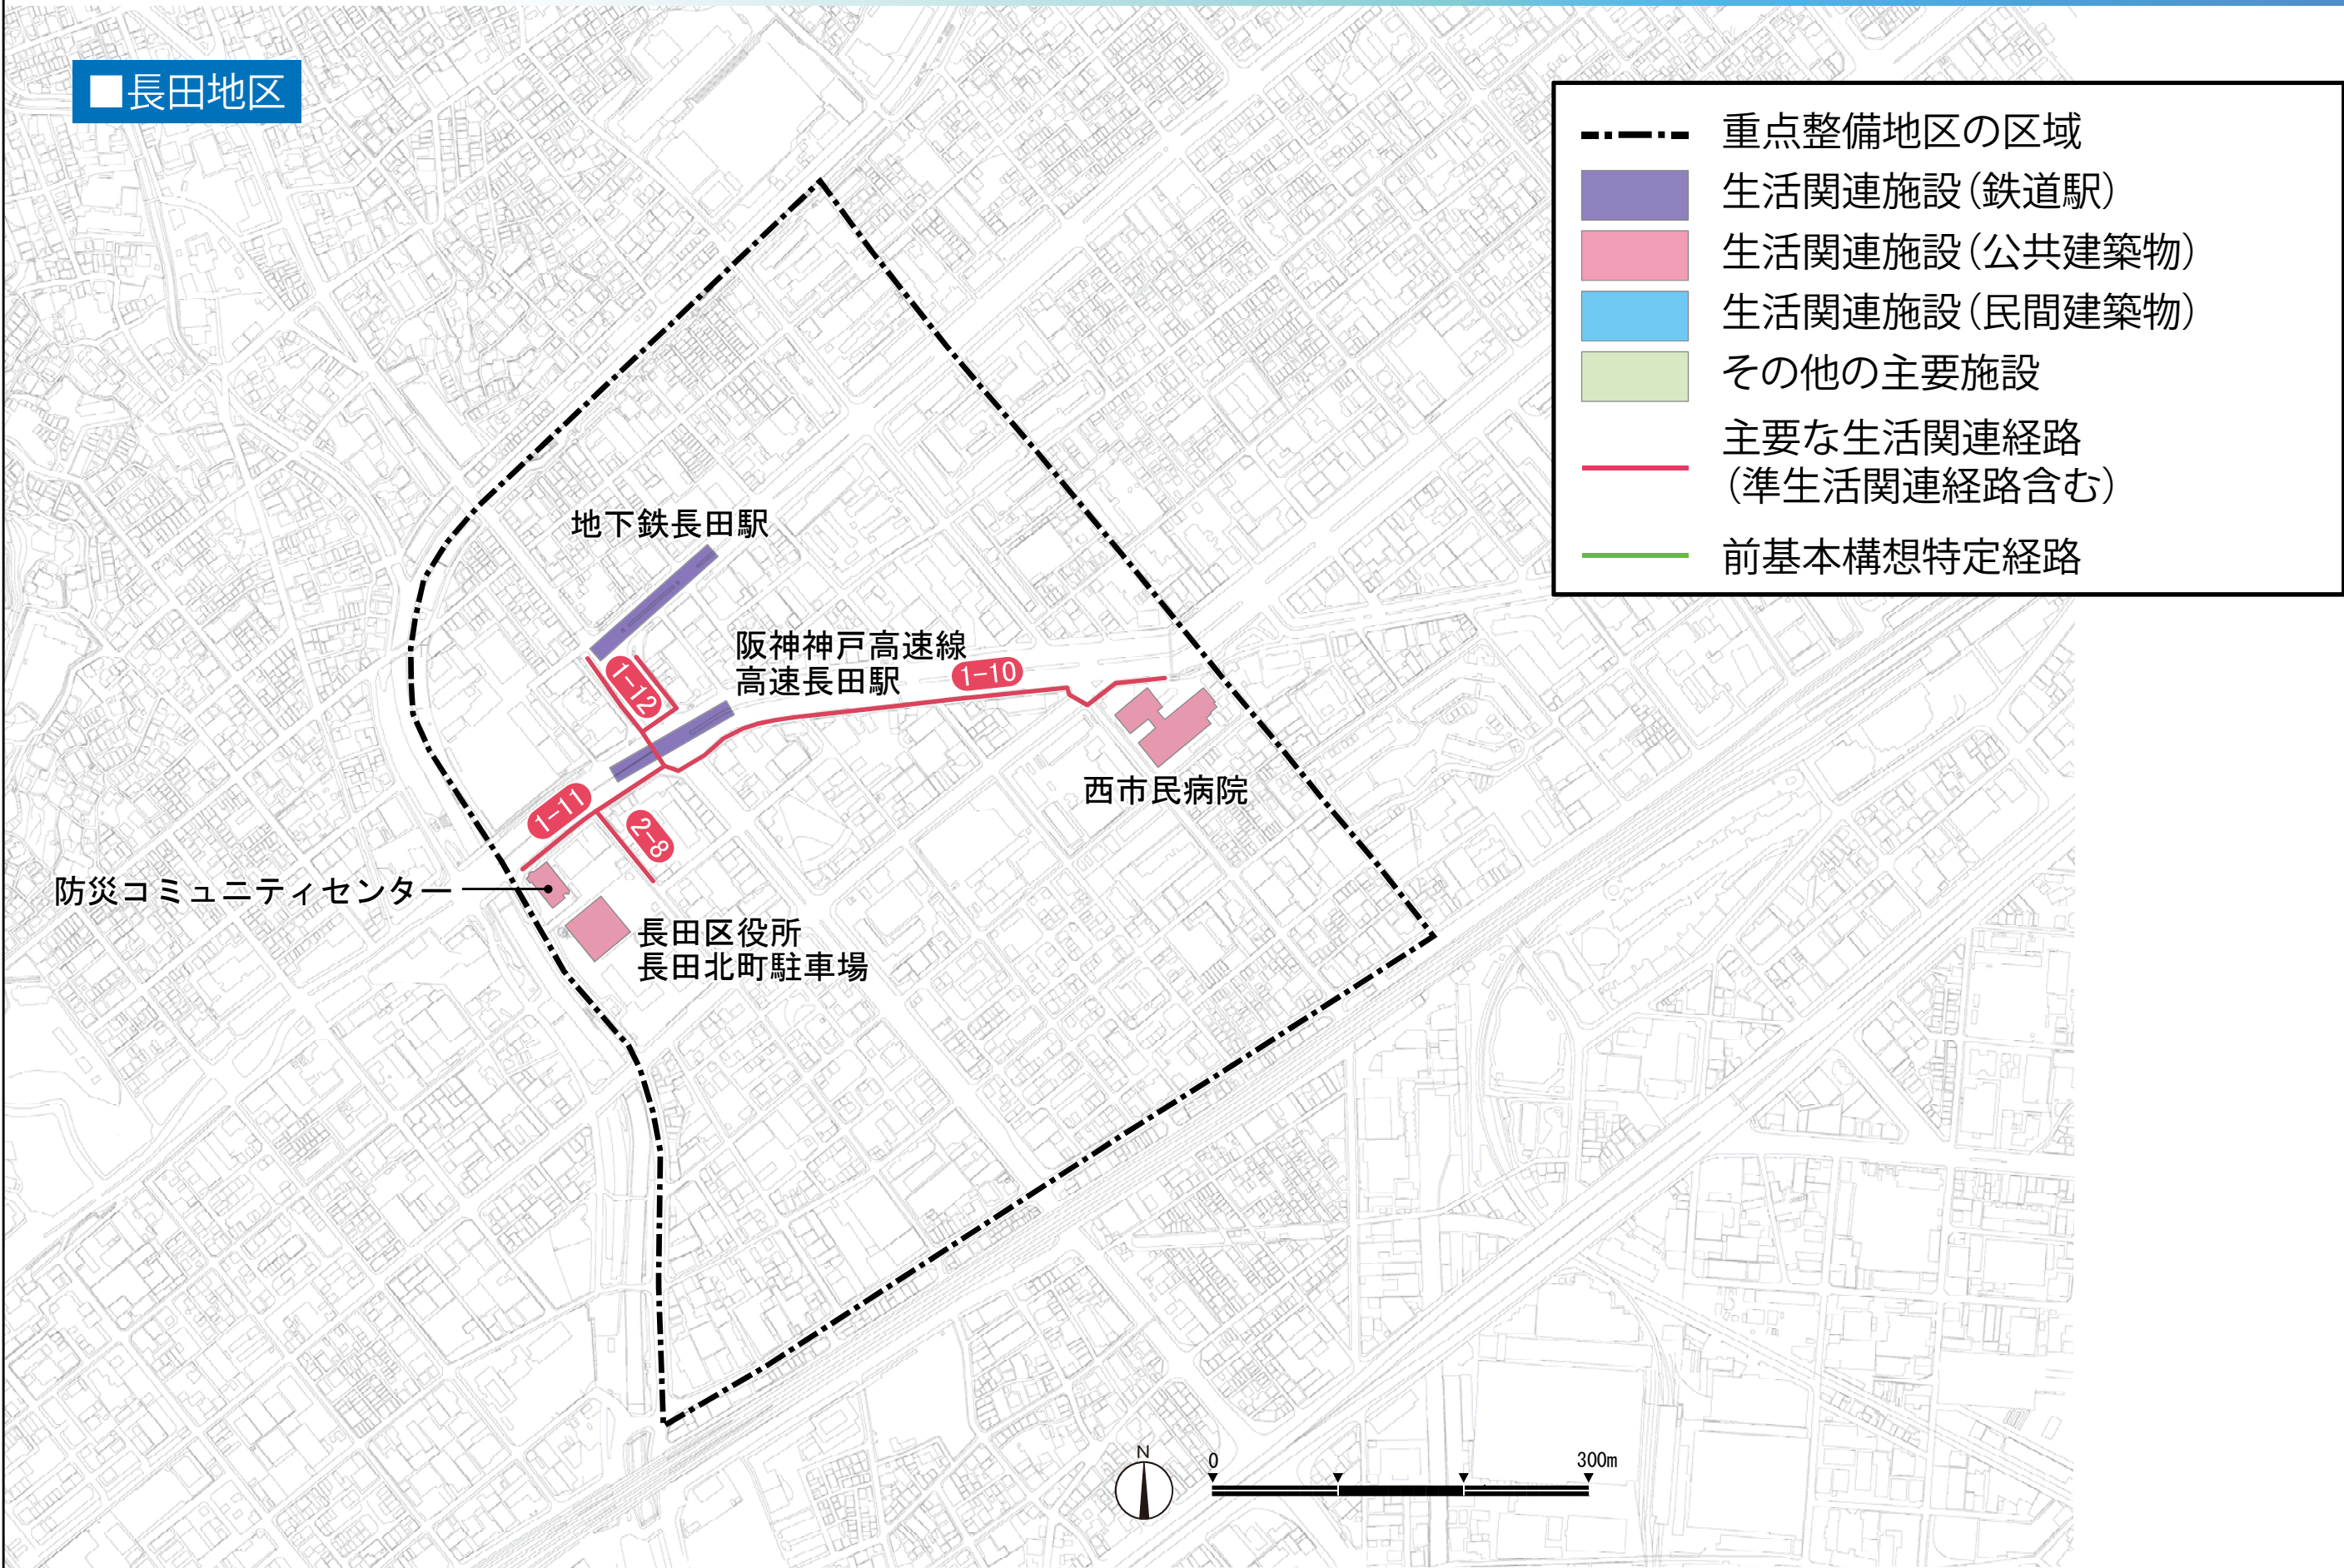 ■長田地区
重点整備地区の区域
生活関連施設(鉄道駅)
生活関連施設(公共建築物)
生活関連施設(民間建築物)
その他の主要施設
主要な生活関連経路
(準生活関連経路含む)
前基本構想特定経路
地下鉄長田駅
阪神神戸高速線
高速長田駅
1-10
1-12
西市民病院
1-11
2-8
防災コミュニティセンター
長田区役所
長田北町駐車場
N
0
300m